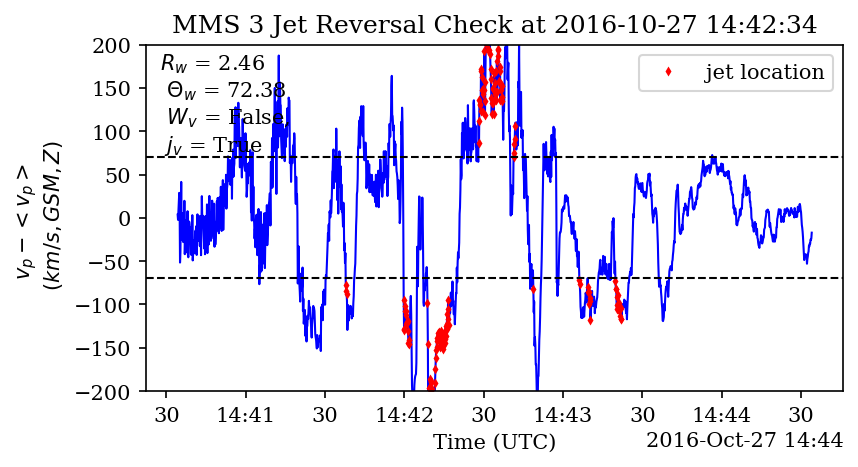 MMS 3 Jet Reversal Check at 2016-10-27 14:42:34
R_w = 2.46
Θ_w = 72.38
W_v = False
j_v = True
jet location
200
150
100
50
0
−50
−100
−150
−200
v_p − < v_p >
(km/s, GSM, Z)
30 14:41 30 14:42 30 14:43 30 14:44 30
Time (UTC)
2016-Oct-27 14:44